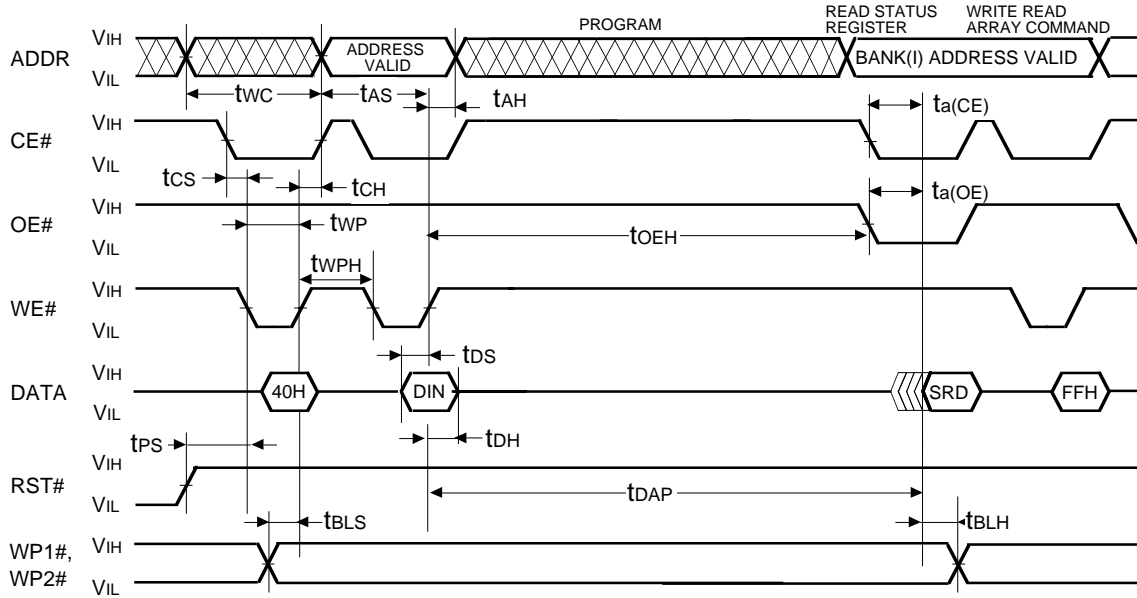 PROGRAM
READ STATUS REGISTER
WRITE READ ARRAY COMMAND
ADDR
VIH
VIL
ADDRESS VALID
BANK(I) ADDRESS VALID
tWC
tAS
tAH
ta(CE)
CE#
VIH
VIL
tCS
tCH
ta(OE)
OE#
VIH
VIL
tWP
tOEH
tWPH
WE#
VIH
VIL
tDS
DATA
VIH
VIL
40H
DIN
SRD
FFH
tDH
tPS
RST#
VIH
VIL
tDAP
tBLS
tBLH
WP1#,
WP2#
VIH
VIL